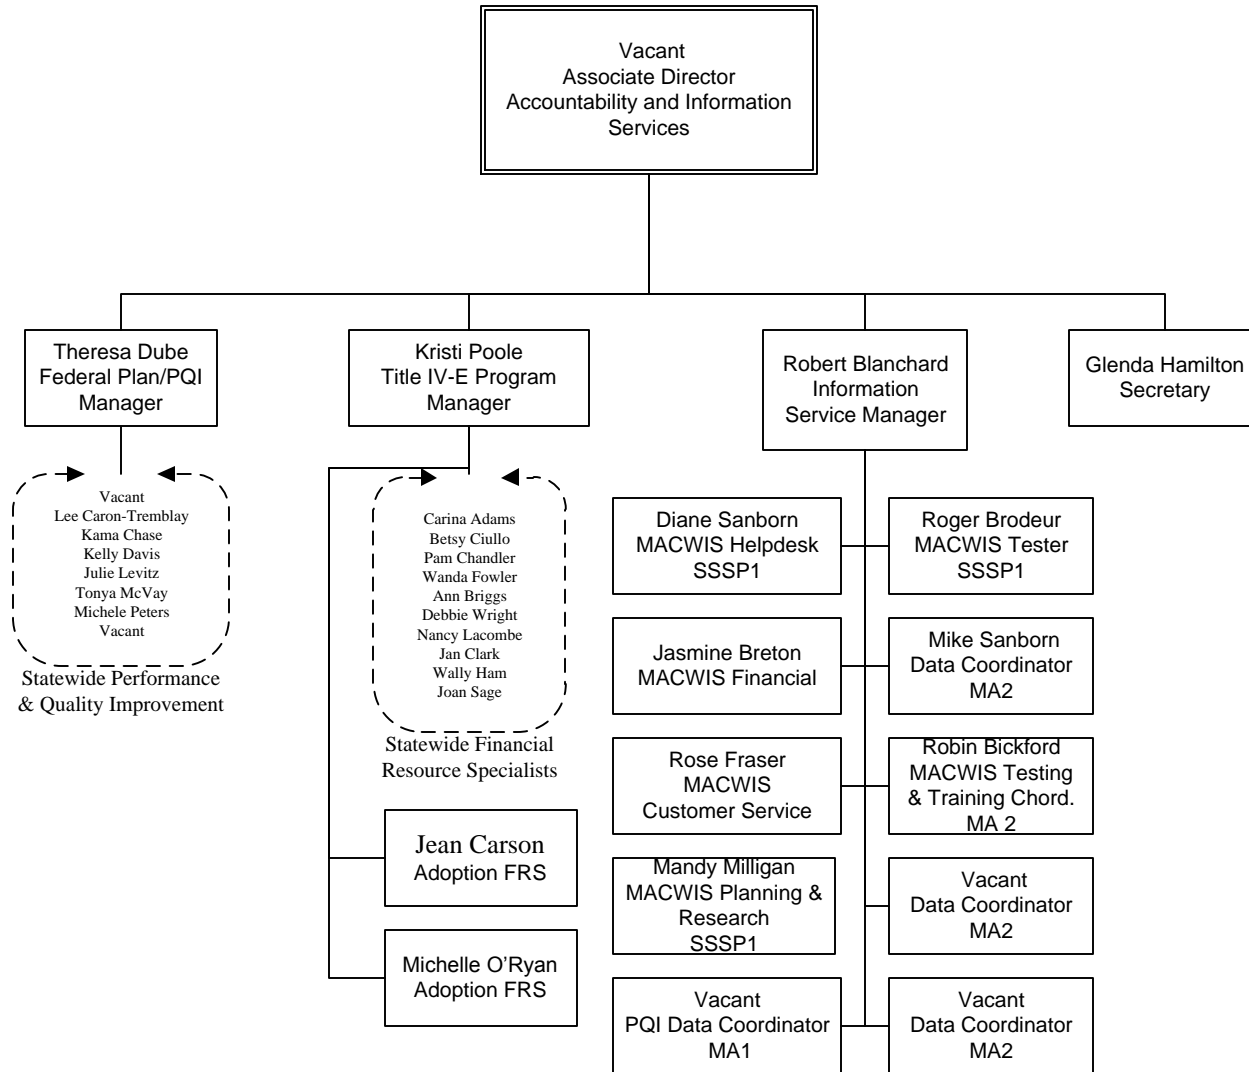 Vacant
Associate Director
Accountability and Information
Services
Theresa Dube
Federal Plan/PQI
Manager
Kristi Poole
Title IV-E Program
Manager
Robert Blanchard
Information
Service Manager
Glenda Hamilton
Secretary
Vacant
Lee Caron-Tremblay
Kama Chase
Kelly Davis
Julie Levitz
Tonya McVay
Michele Peters
Vacant
Statewide Performance
& Quality Improvement
Carina Adams
Betsy Ciullo
Pam Chandler
Wanda Fowler
Ann Briggs
Debbie Wright
Nancy Lacombe
Jan Clark
Wally Ham
Joan Sage
Statewide Financial
Resource Specialists
Jean Carson
Adoption FRS
Michelle O'Ryan
Adoption FRS
Diane Sanborn
MACWIS Helpdesk
SSSP1
Roger Brodeur
MACWIS Tester
SSSP1
Jasmine Breton
MACWIS Financial
Mike Sanborn
Data Coordinator
MA2
Rose Fraser
MACWIS
Customer Service
Robin Bickford
MACWIS Testing
& Training Chord.
MA 2
Mandy Milligan
MACWIS Planning &
Research
SSSP1
Vacant
Data Coordinator
MA2
Vacant
PQI Data Coordinator
MA1
Vacant
Data Coordinator
MA2